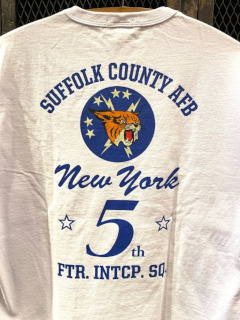 SUFFOLK COUNTY AFB
New York
5th
FTR. INTCP. SQ.